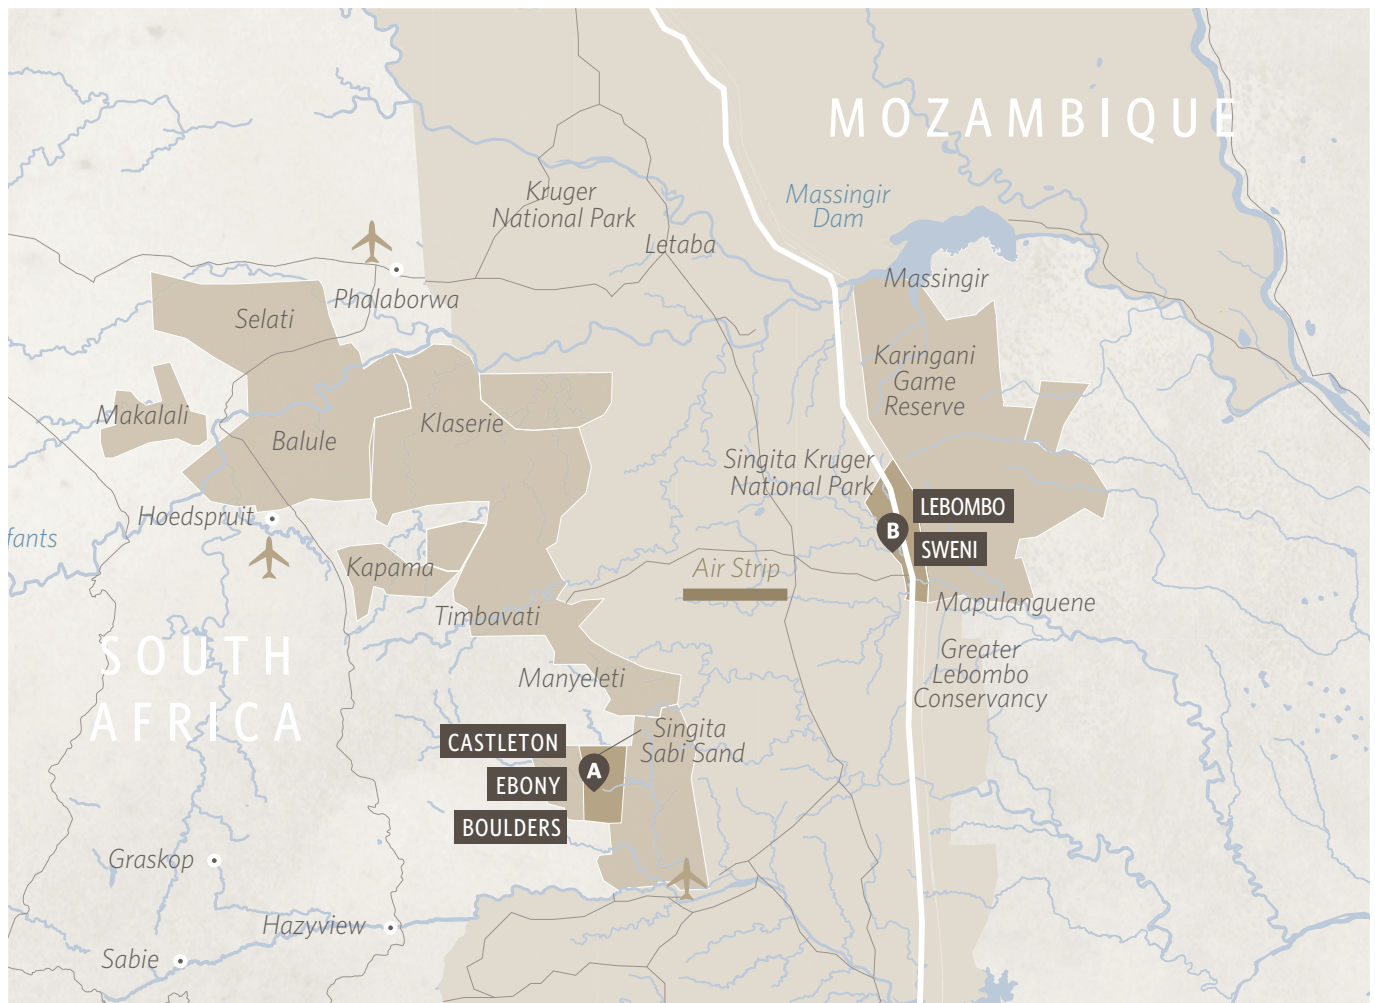 MOZAMBIQUE
Kruger
National Park
Massingir
Dam
Letaba
Massingir
Phalaborwa
Selati
Karingani
Game
Reserve
Makalali
Balule
Klaserie
Singita Kruger
National Park
LEBOMBO
Hoedspruit
B
fants
SWENI
Kapama
Air Strip
Mapulanguene
Timbavati
SOUTH
AFRICA
Greater
Lebombo
Conservancy
Manyeleti
Singita
Sabi Sand
CASTLETON
A
EBONY
BOULDERS
Graskop
Hazyview
Sabie